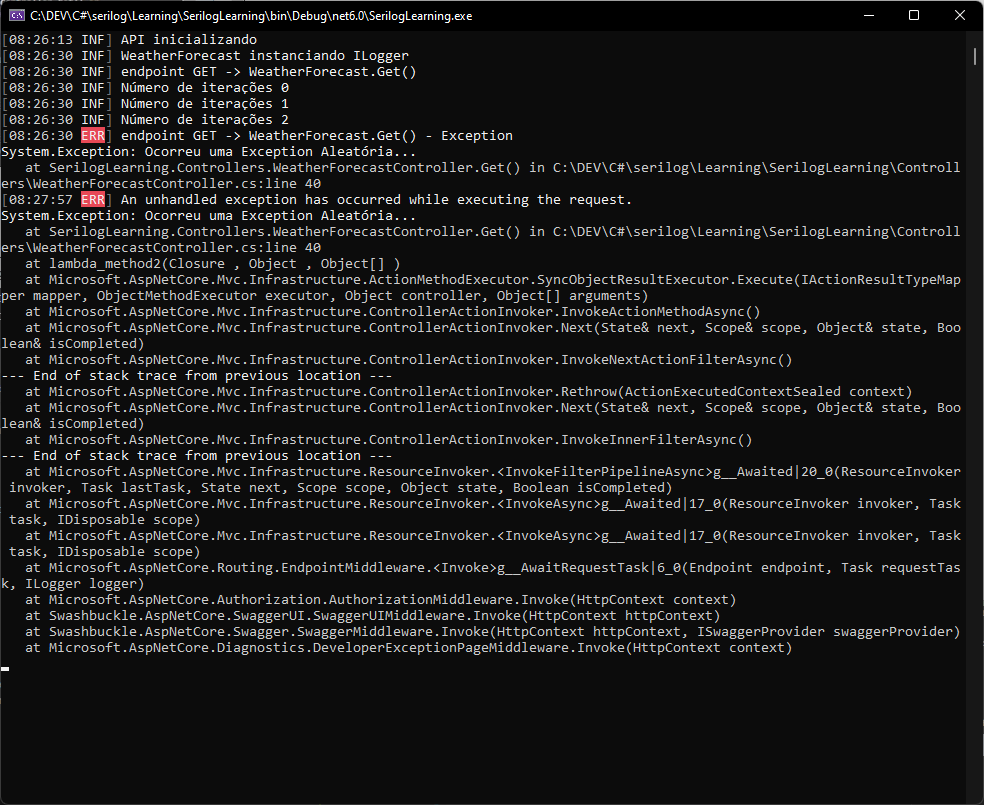 C:\DEV\C#\serilog\Learning\SerilogLearning\bin\Debug\net6.0\SerilogLearning.exe
[08:26:13 INF] API inicializando
[08:26:30 INF] WeatherForecast instanciando ILogger
[08:26:30 INF] endpoint GET -> WeatherForecast.Get()
[08:26:30 INF] Número de iterações 0
[08:26:30 INF] Número de iterações 1
[08:26:30 INF] Número de iterações 2
[08:26:30 ERR] endpoint GET -> WeatherForecast.Get() - Exception
System.Exception: Ocorreu uma Exception Aleatória...
   at SerilogLearning.Controllers.WeatherForecastController.Get() in C:\DEV\C#\serilog\Learning\SerilogLearning\Controll
ers\WeatherForecastController.cs:line 40
[08:27:57 ERR] An unhandled exception has occurred while executing the request.
System.Exception: Ocorreu uma Exception Aleatória...
   at SerilogLearning.Controllers.WeatherForecastController.Get() in C:\DEV\C#\serilog\Learning\SerilogLearning\Controll
ers\WeatherForecastController.cs:line 40
   at lambda_method2(Closure , Object , Object[] )
   at Microsoft.AspNetCore.Mvc.Infrastructure.ActionMethodExecutor.SyncObjectResultExecutor.Execute(IActionResultTypeMap
per mapper, ObjectMethodExecutor executor, Object controller, Object[] arguments)
   at Microsoft.AspNetCore.Mvc.Infrastructure.ControllerActionInvoker.InvokeActionMethodAsync()
   at Microsoft.AspNetCore.Mvc.Infrastructure.ControllerActionInvoker.Next(State& next, Scope& scope, Object& state, Boo
lean& isCompleted)
   at Microsoft.AspNetCore.Mvc.Infrastructure.ControllerActionInvoker.InvokeNextActionFilterAsync()
--- End of stack trace from previous location ---
   at Microsoft.AspNetCore.Mvc.Infrastructure.ControllerActionInvoker.Rethrow(ActionExecutedContextSealed context)
   at Microsoft.AspNetCore.Mvc.Infrastructure.ControllerActionInvoker.Next(State& next, Scope& scope, Object& state, Boo
lean& isCompleted)
   at Microsoft.AspNetCore.Mvc.Infrastructure.ControllerActionInvoker.InvokeInnerFilterAsync()
--- End of stack trace from previous location ---
   at Microsoft.AspNetCore.Mvc.Infrastructure.ResourceInvoker.<InvokeFilterPipelineAsync>g__Awaited|20_0(ResourceInvoker
 invoker, Task lastTask, State next, Scope scope, Object state, Boolean isCompleted)
   at Microsoft.AspNetCore.Mvc.Infrastructure.ResourceInvoker.<InvokeAsync>g__Awaited|17_0(ResourceInvoker invoker, Task
 task, IDisposable scope)
   at Microsoft.AspNetCore.Mvc.Infrastructure.ResourceInvoker.<InvokeAsync>g__Awaited|17_0(ResourceInvoker invoker, Task
 task, IDisposable scope)
   at Microsoft.AspNetCore.Routing.EndpointMiddleware.<Invoke>g__AwaitRequestTask|6_0(Endpoint endpoint, Task requestTas
k, ILogger logger)
   at Microsoft.AspNetCore.Authorization.AuthorizationMiddleware.Invoke(HttpContext context)
   at Swashbuckle.AspNetCore.SwaggerUI.SwaggerUIMiddleware.Invoke(HttpContext httpContext)
   at Swashbuckle.AspNetCore.Swagger.SwaggerMiddleware.Invoke(HttpContext httpContext, ISwaggerProvider swaggerProvider)
   at Microsoft.AspNetCore.Diagnostics.DeveloperExceptionPageMiddleware.Invoke(HttpContext context)